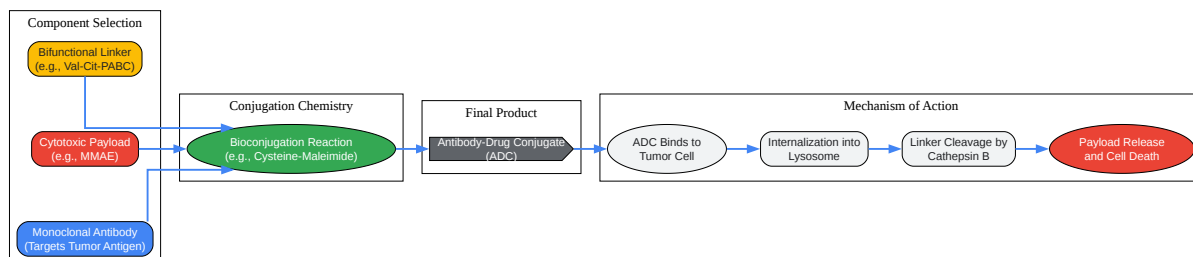 Component Selection
Bifunctional Linker
(e.g., Val-Cit-PABC)
Cytotoxic Payload
(e.g., MMAE)
Monoclonal Antibody
(Targets Tumor Antigen)
Conjugation Chemistry
Bioconjugation Reaction
(e.g., Cysteine-Maleimide)
Final Product
Antibody-Drug Conjugate
(ADC)
Mechanism of Action
ADC Binds to
Tumor Cell
Internalization into
Lysosome
Linker Cleavage by
Cathepsin B
Payload Release
and Cell Death